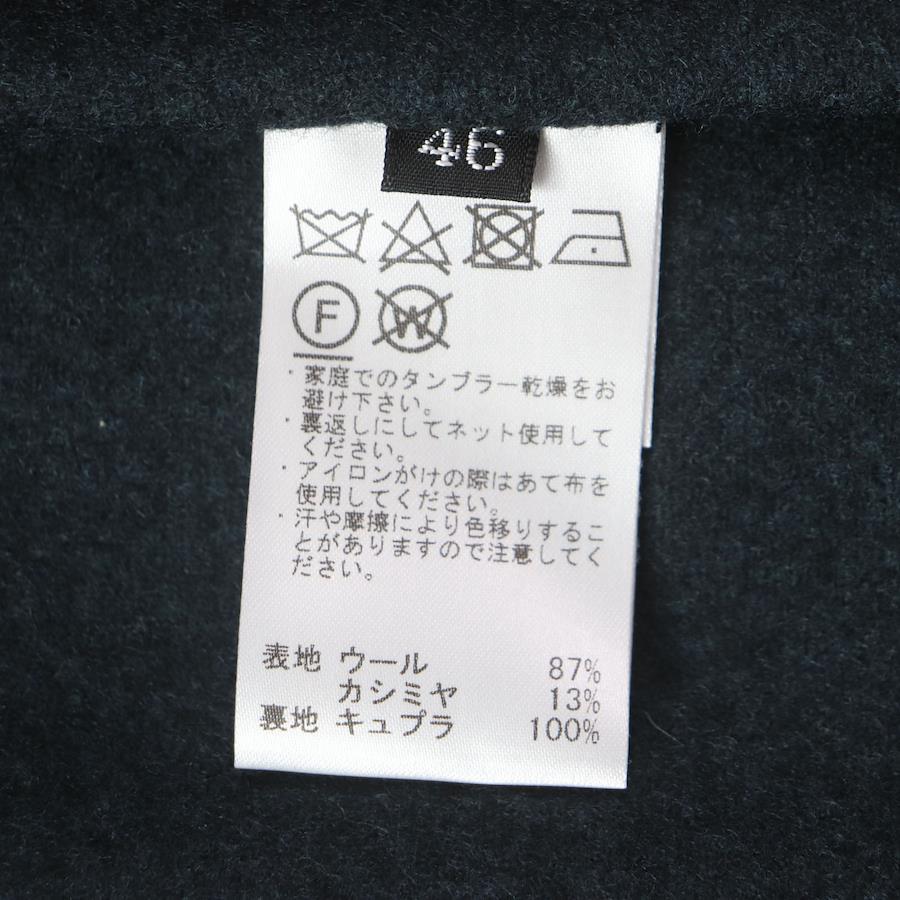 46
F W
・家庭でのタンブラー乾燥をお
避け下さい。
・裏返しにしてネット使用して
ください。
・アイロンがけの際はあて布を
使用してください。
・汗や摩擦により色移りするこ
とがありますので注意してく
ださい。
表地 ウール 87%
カシミヤ 13%
裏地 キュプラ 100%